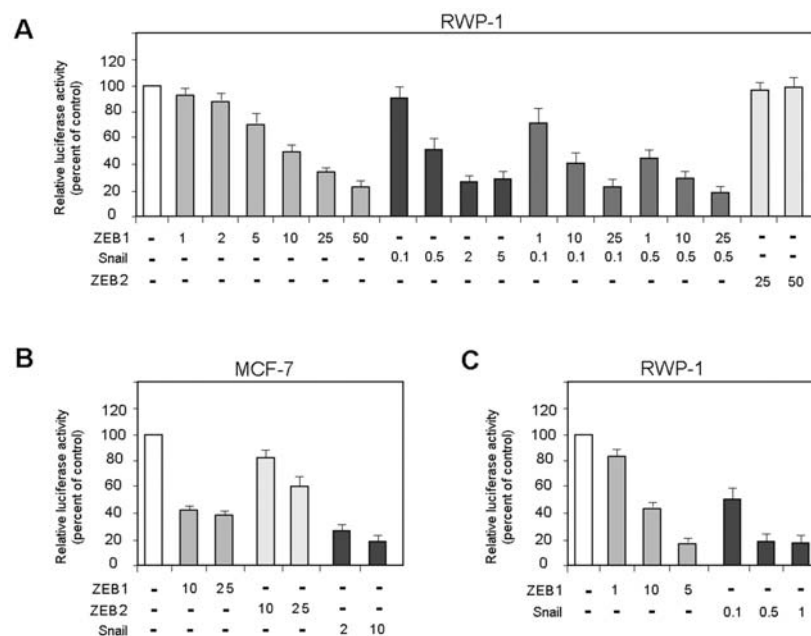 A
RWP-1
Relative luciferase activity
(percent of control)
120
100
80
60
40
20
0
ZEB1 - 1 2 5 10 25 50 - - - - 1 10 25 1 10 25 - -
Snail - - - - - - - 0.1 0.5 2 5 0.1 0.1 0.1 0.5 0.5 0.5 - -
ZEB2 - - - - - - - - - - - - - - - - - 25 50
B
MCF-7
Relative luciferase activity
(percent of control)
120
100
80
60
40
20
0
ZEB1 - 10 25 - - - -
ZEB2 - - - 10 25 - -
Snail - - - - - 2 10
C
RWP-1
Relative luciferase activity
(percent of control)
120
100
80
60
40
20
0
ZEB1 - 1 10 5 - - -
Snail - - - - 0.1 0.5 1